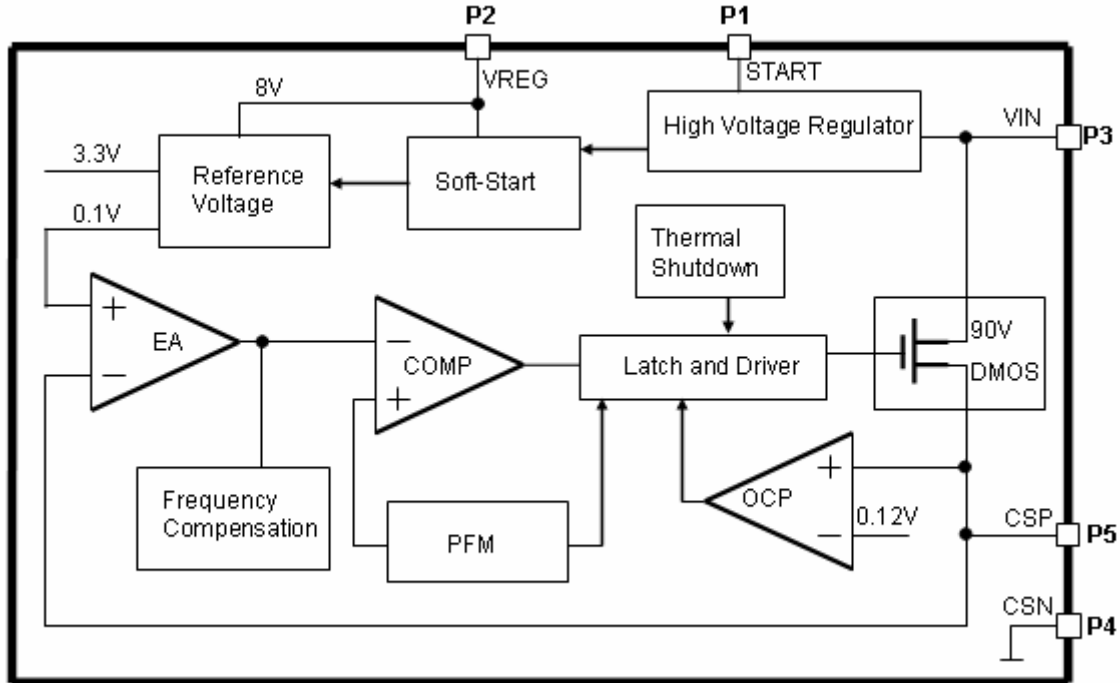 P2
P1
VREG
START
8V
High Voltage Regulator
VIN
P3
3.3V
Reference
Voltage
Soft-Start
0.1V
Thermal
Shutdown
+
EA
−
−
COMP
+
Latch and Driver
90V
DMOS
Frequency
Compensation
PFM
+
OCP
0.12V
−
CSP
P5
CSN
P4